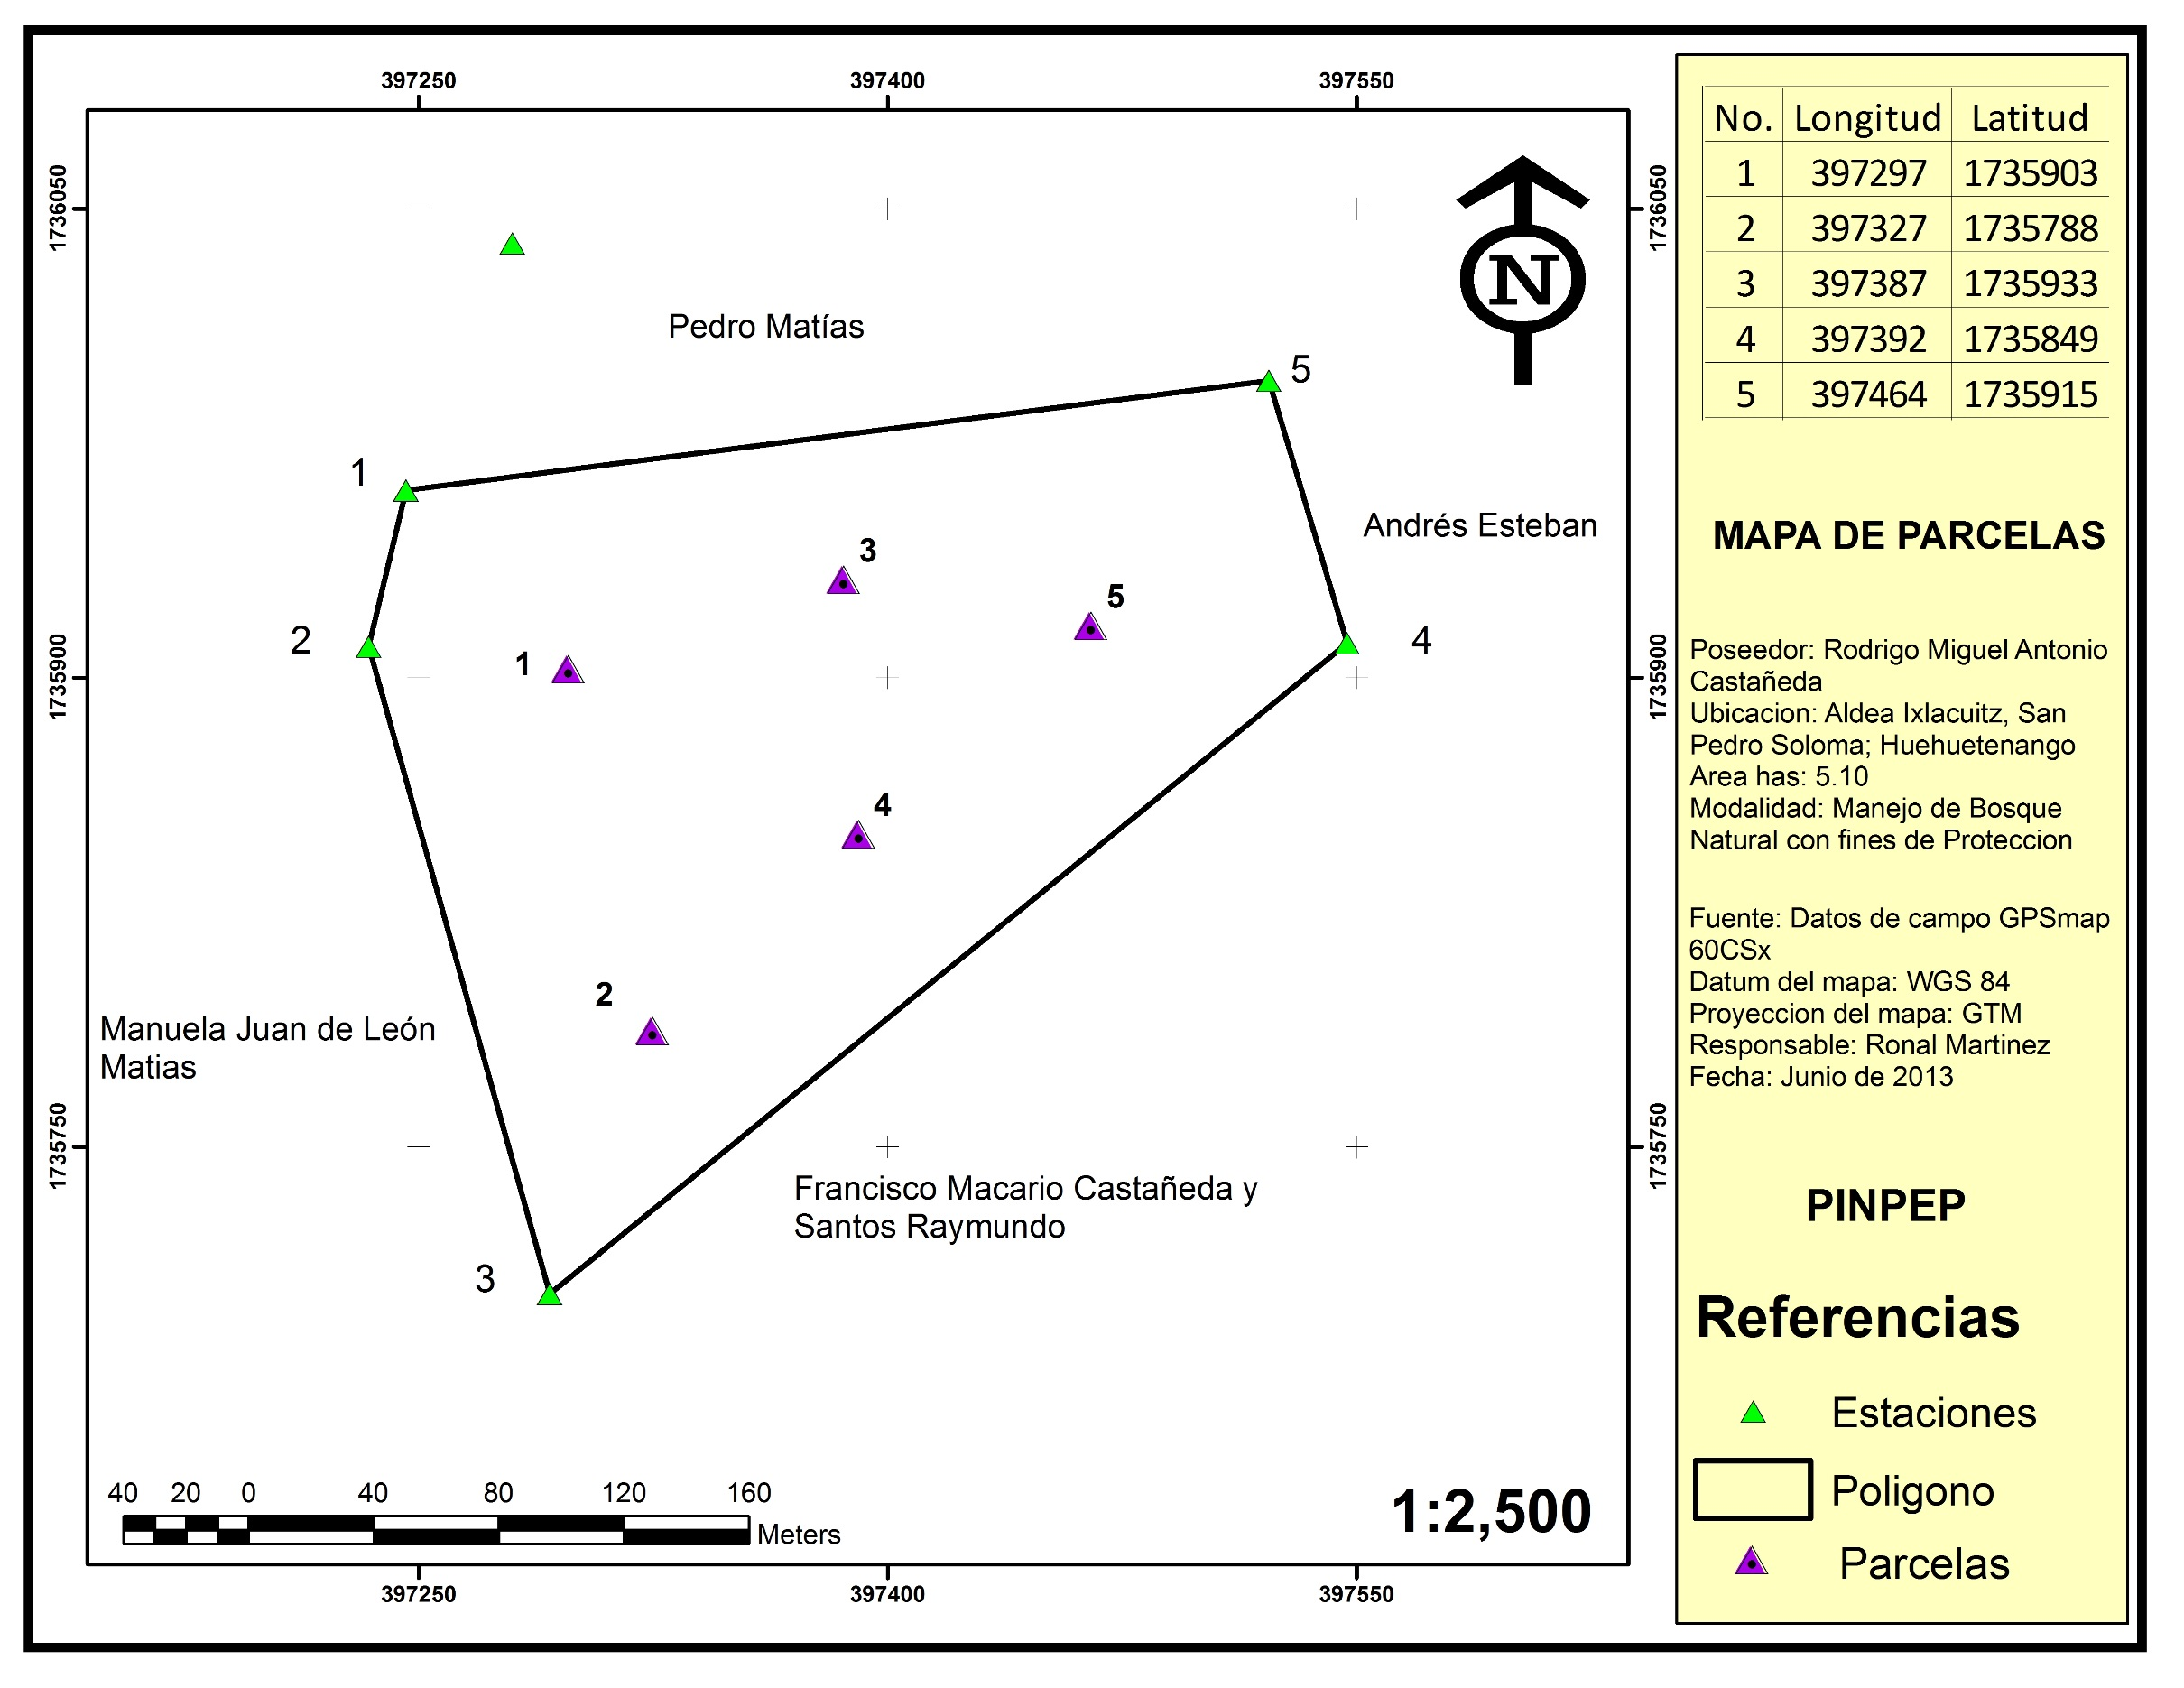 397250 397400 397550
1736050 1736050
1735900 1735900
1735750 1735750
Pedro Matías
N
5
1
Andrés Esteban
3
5
2
4
1
4
2
Manuela Juan de León
Matias
Francisco Macario Castañeda y
Santos Raymundo
3
40 20 0 40 80 120 160
Meters
1:2,500
397250 397400 397550
No. Longitud Latitud
1 397297 1735903
2 397327 1735788
3 397387 1735933
4 397392 1735849
5 397464 1735915
MAPA DE PARCELAS
Poseedor: Rodrigo Miguel Antonio
Castañeda
Ubicacion: Aldea Ixlacuitz, San
Pedro Soloma; Huehuetenango
Area has: 5.10
Modalidad: Manejo de Bosque
Natural con fines de Proteccion
Fuente: Datos de campo GPSmap
60CSx
Datum del mapa: WGS 84
Proyeccion del mapa: GTM
Responsable: Ronal Martinez
Fecha: Junio de 2013
PINPEP
Referencias
Estaciones
Poligono
Parcelas